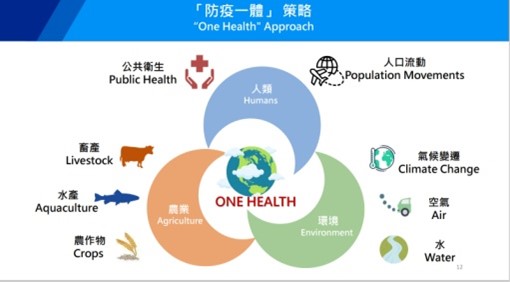 「防疫一體」 策略
"One Health" Approach
公共衛生
Public Health
人口流動
Population Movements
人類
Humans
畜產
Livestock
氣候變遷
Climate Change
ONE HEALTH
水產
Aquaculture
農業
Agriculture
環境
Environment
空氣
Air
農作物
Crops
水
Water
12